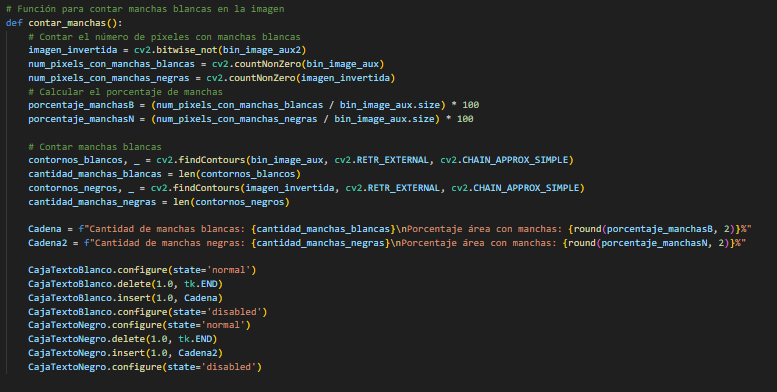 # Función para contar manchas blancas en la imagen
def contar_manchas():
    # Contar el número de píxeles con manchas blancas
    imagen_invertida = cv2.bitwise_not(bin_image_aux2)
    num_pixels_con_manchas_blancas = cv2.countNonZero(bin_image_aux)
    num_pixels_con_manchas_negras = cv2.countNonZero(imagen_invertida)
    # Calcular el porcentaje de manchas
    porcentaje_manchasB = (num_pixels_con_manchas_blancas / bin_image_aux.size) * 100
    porcentaje_manchasN = (num_pixels_con_manchas_negras / bin_image_aux.size) * 100

    # Contar manchas blancas
    contornos_blancos, _ = cv2.findContours(bin_image_aux, cv2.RETR_EXTERNAL, cv2.CHAIN_APPROX_SIMPLE)
    cantidad_manchas_blancas = len(contornos_blancos)
    contornos_negros, _ = cv2.findContours(imagen_invertida, cv2.RETR_EXTERNAL, cv2.CHAIN_APPROX_SIMPLE)
    cantidad_manchas_negras = len(contornos_negros)

    Cadena = f"Cantidad de manchas blancas: {cantidad_manchas_blancas}\nPorcentaje área con manchas: {round(porcentaje_manchasB, 2)}%"
    Cadena2 = f"Cantidad de manchas negras: {cantidad_manchas_negras}\nPorcentaje área con manchas: {round(porcentaje_manchasN, 2)}%"

    CajaTextoBlanco.configure(state='normal')
    CajaTextoBlanco.delete(1.0, tk.END)
    CajaTextoBlanco.insert(1.0, Cadena)
    CajaTextoBlanco.configure(state='disabled')
    CajaTextoNegro.configure(state='normal')
    CajaTextoNegro.delete(1.0, tk.END)
    CajaTextoNegro.insert(1.0, Cadena2)
    CajaTextoNegro.configure(state='disabled')